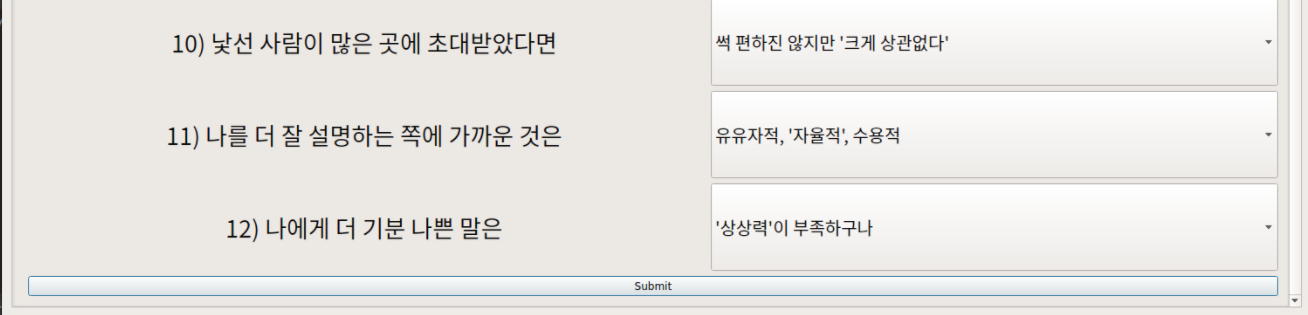 10) 낯선 사람이 많은 곳에 초대받았다면
썩 편하진 않지만 '크게 상관없다'
11) 나를 더 잘 설명하는 쪽에 가까운 것은
유유자적, '자율적', 수용적
12) 나에게 더 기분 나쁜 말은
'상상력'이 부족하구나
Submit